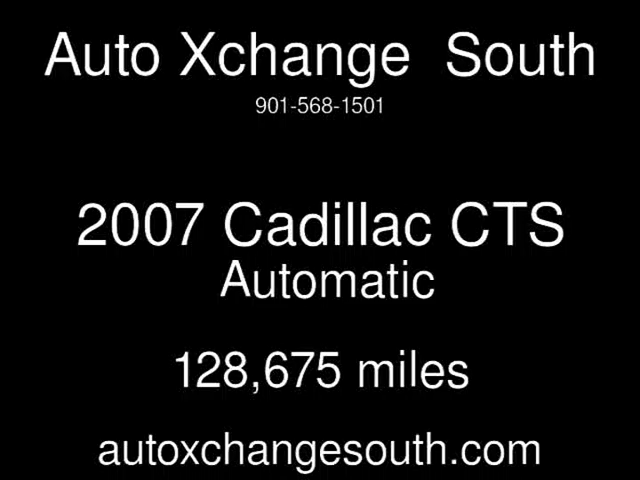 Auto Xchange South
901-568-1501
2007 Cadillac CTS
Automatic
128,675 miles
autoxchangesouth.com